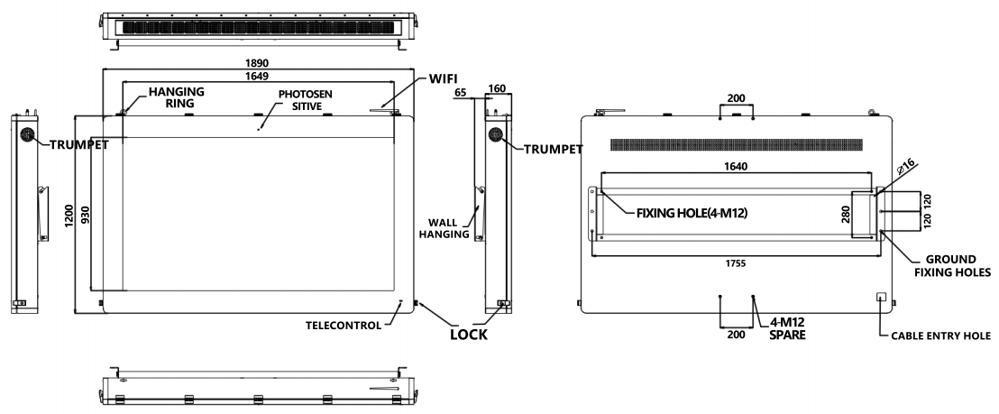 1890
1649
WIFI
HANGING
RING
PHOTOSEN
SITIVE
TRUMPET
1200
930
TELECONTROL
LOCK
65
160
TRUMPET
WALL
HANGING
200
1640
Ø16
FIXING HOLE(4-M12)
280
120
120
1755
GROUND
FIXING HOLES
200
4-M12
SPARE
CABLE ENTRY HOLE